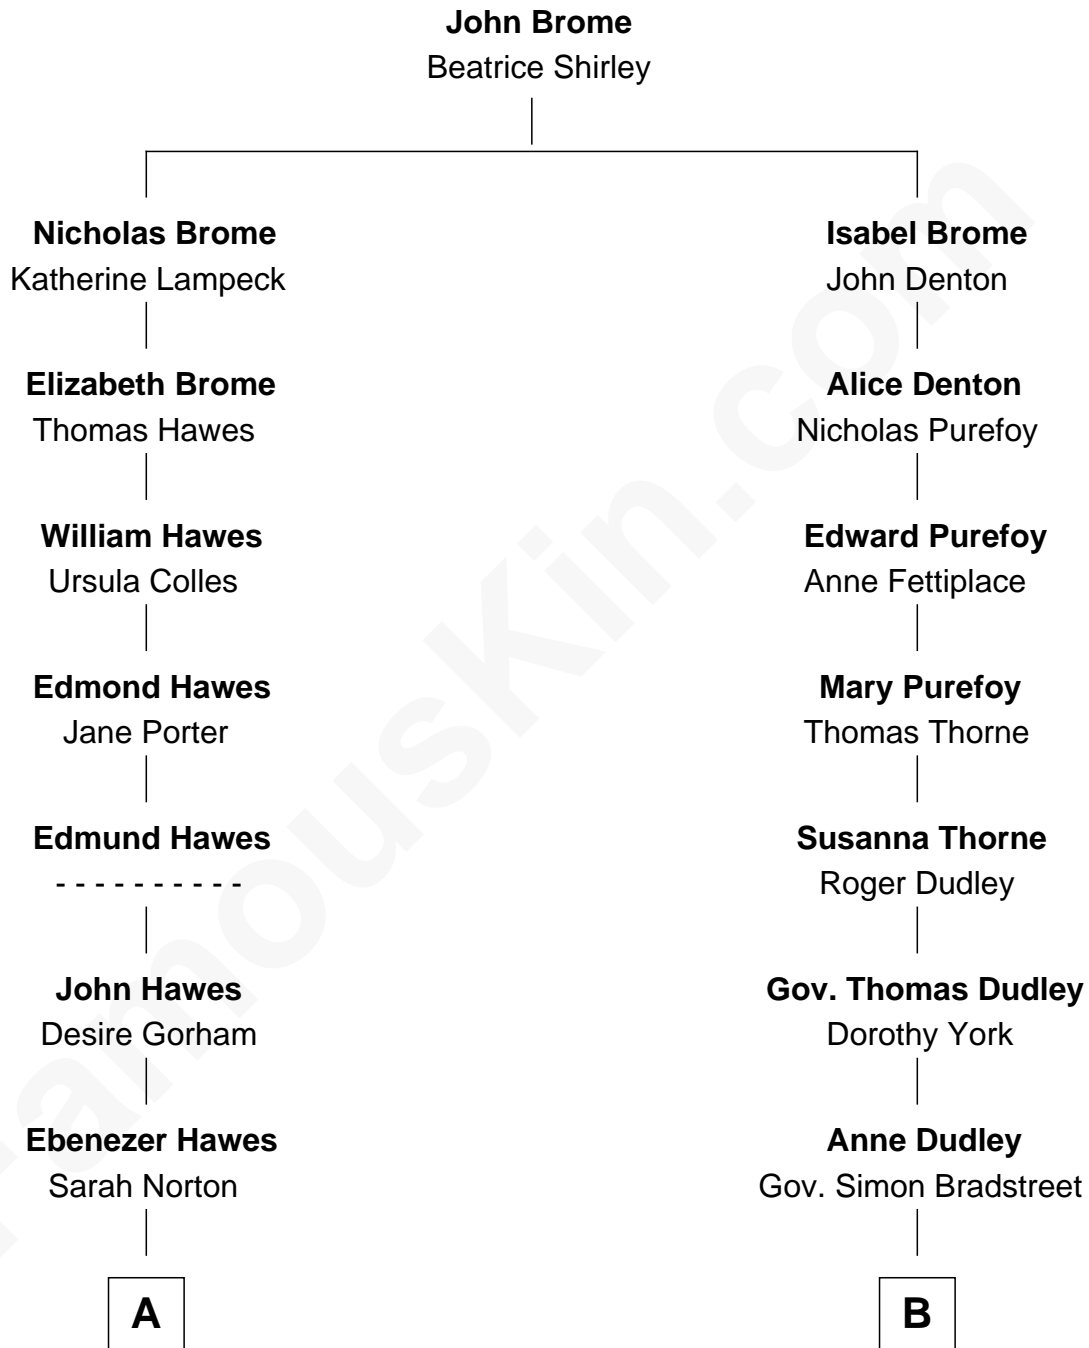 John Brome
Beatrice Shirley
Nicholas Brome
Katherine Lampeck
Isabel Brome
John Denton
Elizabeth Brome
Thomas Hawes
Alice Denton
Nicholas Purefoy
William Hawes
Ursula Colles
Edward Purefoy
Anne Fettiplace
Edmond Hawes
Jane Porter
Mary Purefoy
Thomas Thorne
Edmund Hawes
- - - - - - - - - -
Susanna Thorne
Roger Dudley
John Hawes
Desire Gorham
Gov. Thomas Dudley
Dorothy York
Ebenezer Hawes
Sarah Norton
Anne Dudley
Gov. Simon Bradstreet
A
B
FamousKin.com